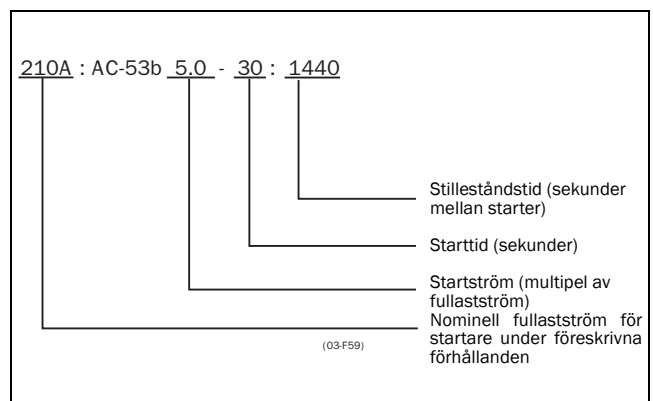 210A : AC-53b 5.0 - 30 : 1440
Stilleståndstid (sekunder
mellan starter)
Starttid (sekunder)
Startström (multipel av
fullastström)
Nominell fullastström för
startare under föreskrivna
förhållanden
(03-F59)